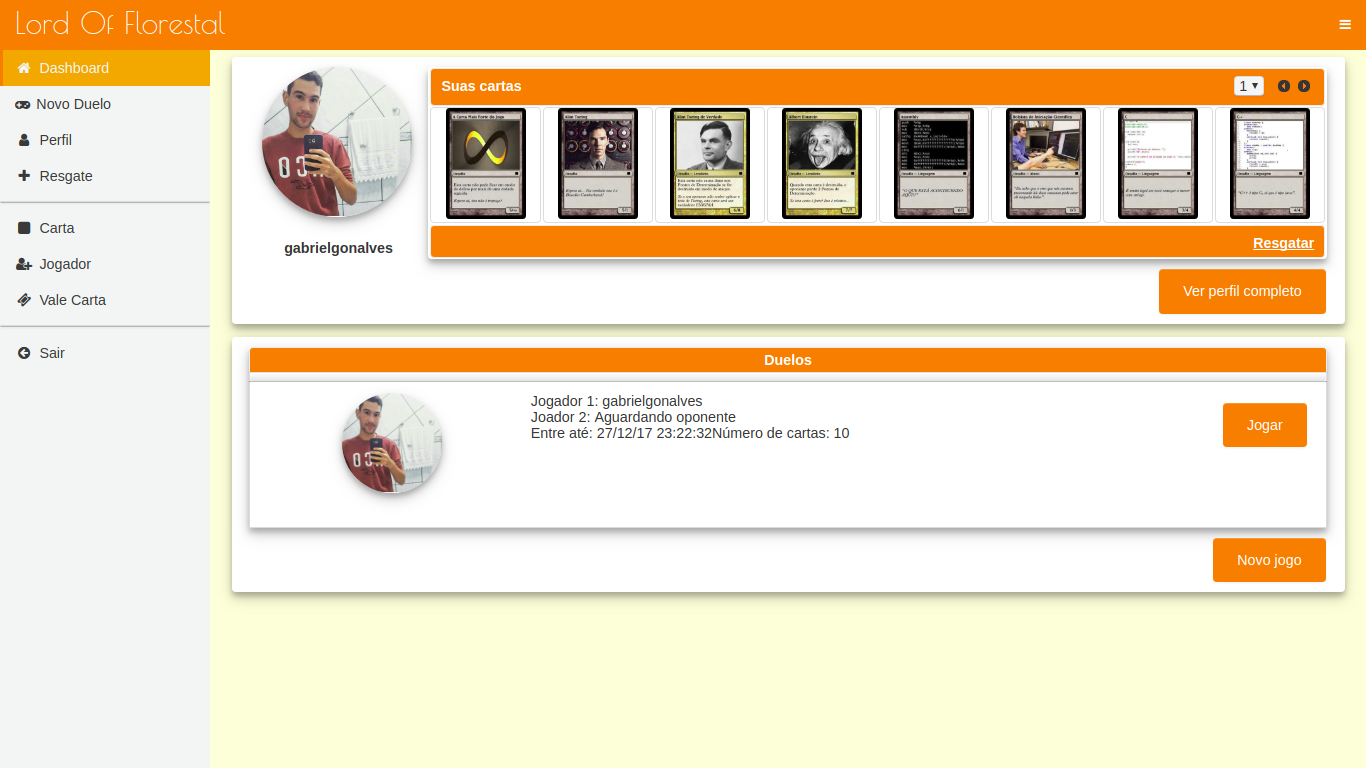 Lord Of Florestal
Dashboard
Novo Duelo
Perfil
Resgate
Carta
Jogador
Vale Carta
Sair
gabrielgonalves
Suas cartas
1
A Carta Mais Forte do Jogo
Alan Turing
Alan Turing de Verdade
Albert Einstein
Assembly
Bolsista de Iniciação Científica
C
C++
Resgatar
Ver perfil completo
Duelos
Jogador 1: gabrielgonalves
Joador 2: Aguardando oponente
Entre até: 27/12/17 23:22:32Número de cartas: 10
Jogar
Novo jogo